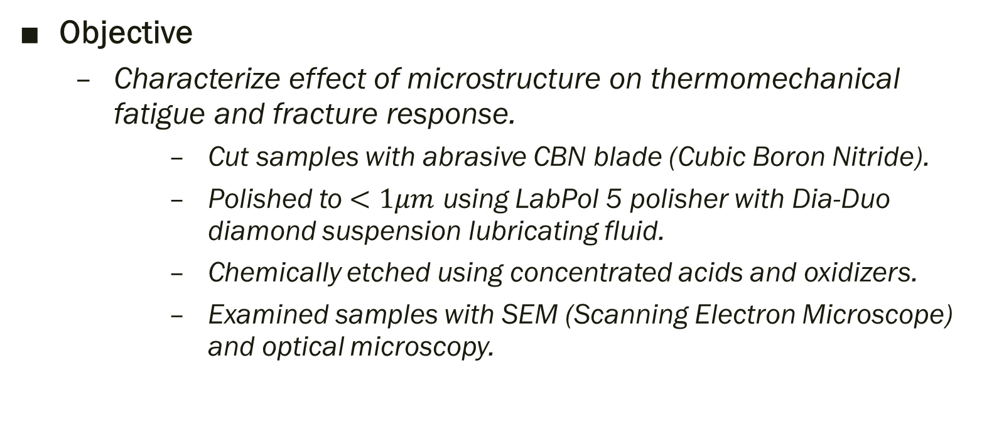 ■ Objective
– Characterize effect of microstructure on thermomechanical
fatigue and fracture response.
– Cut samples with abrasive CBN blade (Cubic Boron Nitride).
– Polished to < 1μm using LabPol 5 polisher with Dia-Duo
diamond suspension lubricating fluid.
– Chemically etched using concentrated acids and oxidizers.
– Examined samples with SEM (Scanning Electron Microscope)
and optical microscopy.